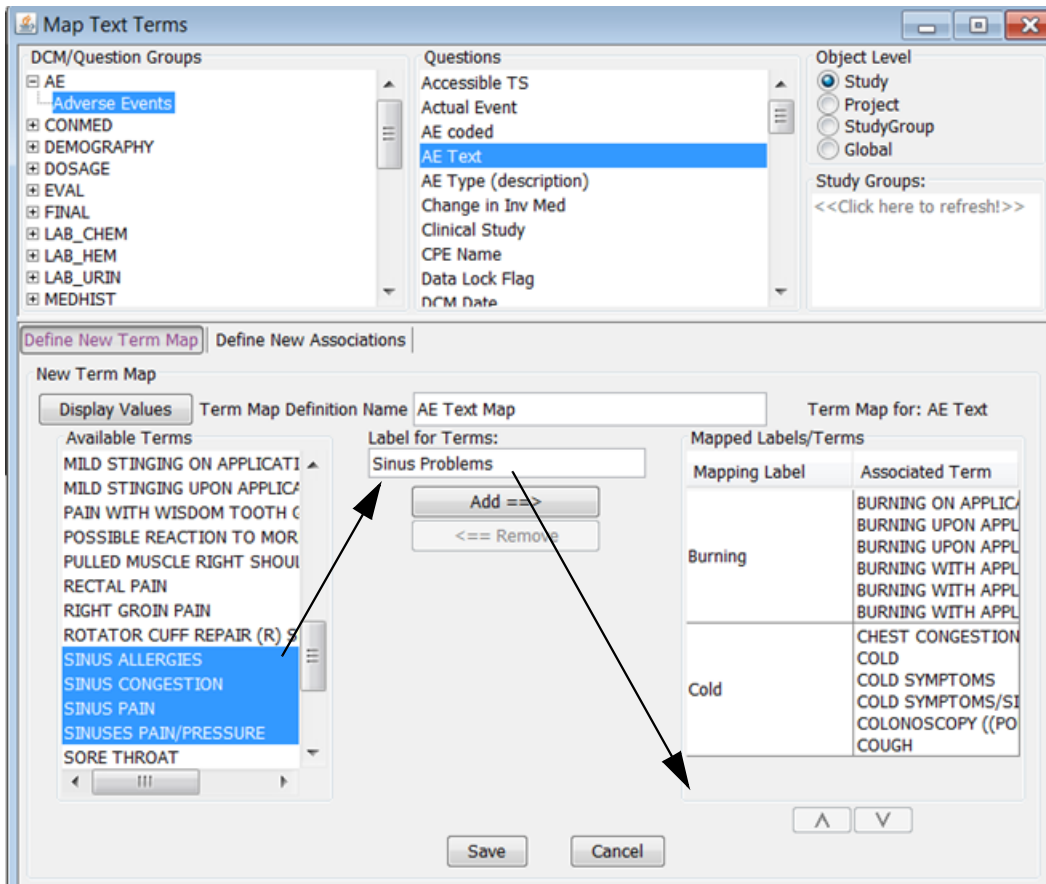 Map Text Terms
DCM/Question Groups
AE
Adverse Events
CONMED
DEMOGRAPHY
DOSAGE
EVAL
FINAL
LAB_CHEM
LAB_HEM
LAB_URIN
MEDHIST
Questions
Accessible TS
Actual Event
AE coded
AE Text
AE Type (description)
Change in Inv Med
Clinical Study
CPE Name
Data Lock Flag
DCM Date
Object Level
Study
Project
StudyGroup
Global
Study Groups:
<<Click here to refresh!>>
Define New Term Map
Define New Associations
New Term Map
Display Values
Term Map Definition Name
AE Text Map
Term Map for: AE Text
Available Terms
MILD STINGING ON APPLICATI
MILD STINGING UPON APPLICA
PAIN WITH WISDOM TOOTH
POSSIBLE REACTION TO MOR
PULLED MUSCLE RIGHT SHOUL
RECTAL PAIN
RIGHT GROIN PAIN
ROTATOR CUFF REPAIR (R) S
SINUS ALLERGIES
SINUS CONGESTION
SINUS PAIN
SINUSES PAIN/PRESSURE
SORE THROAT
Label for Terms:
Sinus Problems
Add ==>
<== Remove
Mapped Labels/Terms
Mapping Label
Associated Term
Burning
BURNING ON APPLICA
BURNING UPON APPL
BURNING UPON APPL
BURNING WITH APPL
BURNING WITH APPL
BURNING WITH APPL
Cold
CHEST CONGESTION
COLD
COLD SYMPTOMS
COLD SYMPTOMS/SI
COLONOSCOPY ((PO
COUGH
Save
Cancel